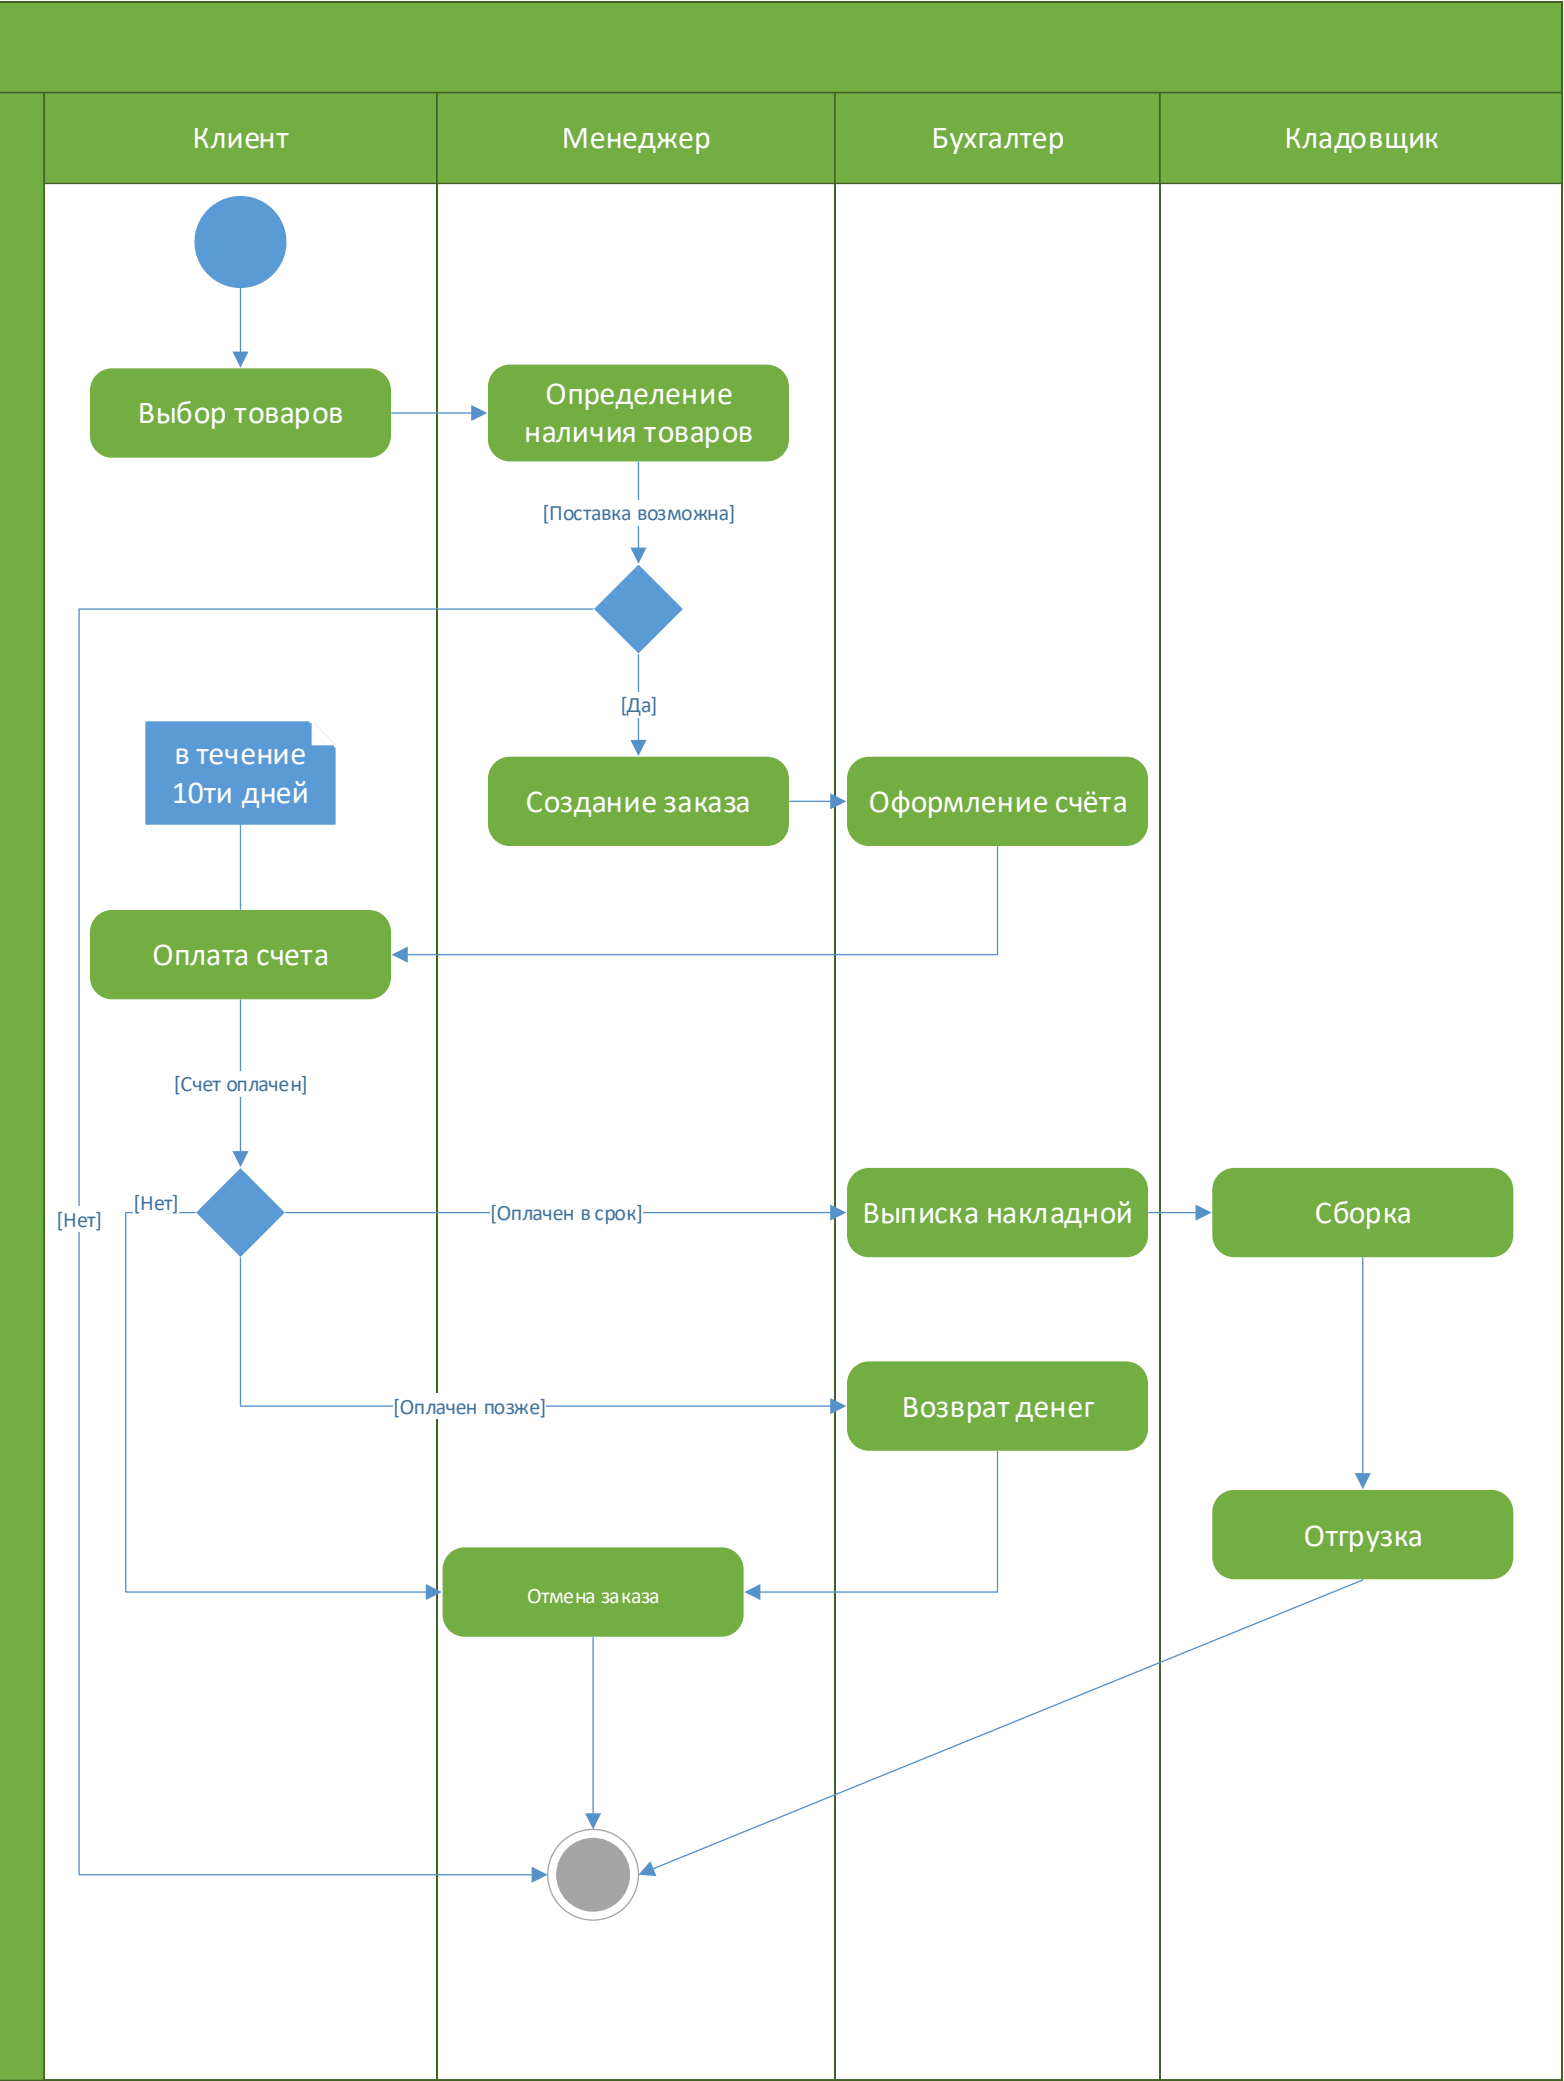 Клиент
Менеджер
Бухгалтер
Кладовщик
Выбор товаров
Определение
наличия товаров
[Поставка возможна]
[Да]
в течение
10ти дней
Создание заказа
Оформление счёта
Оплата счета
[Счет оплачен]
[Нет]
[Нет]
[Оплачен в срок]
Выписка накладной
Сборка
[Оплачен позже]
Возврат денег
Отгрузка
Отмена заказа